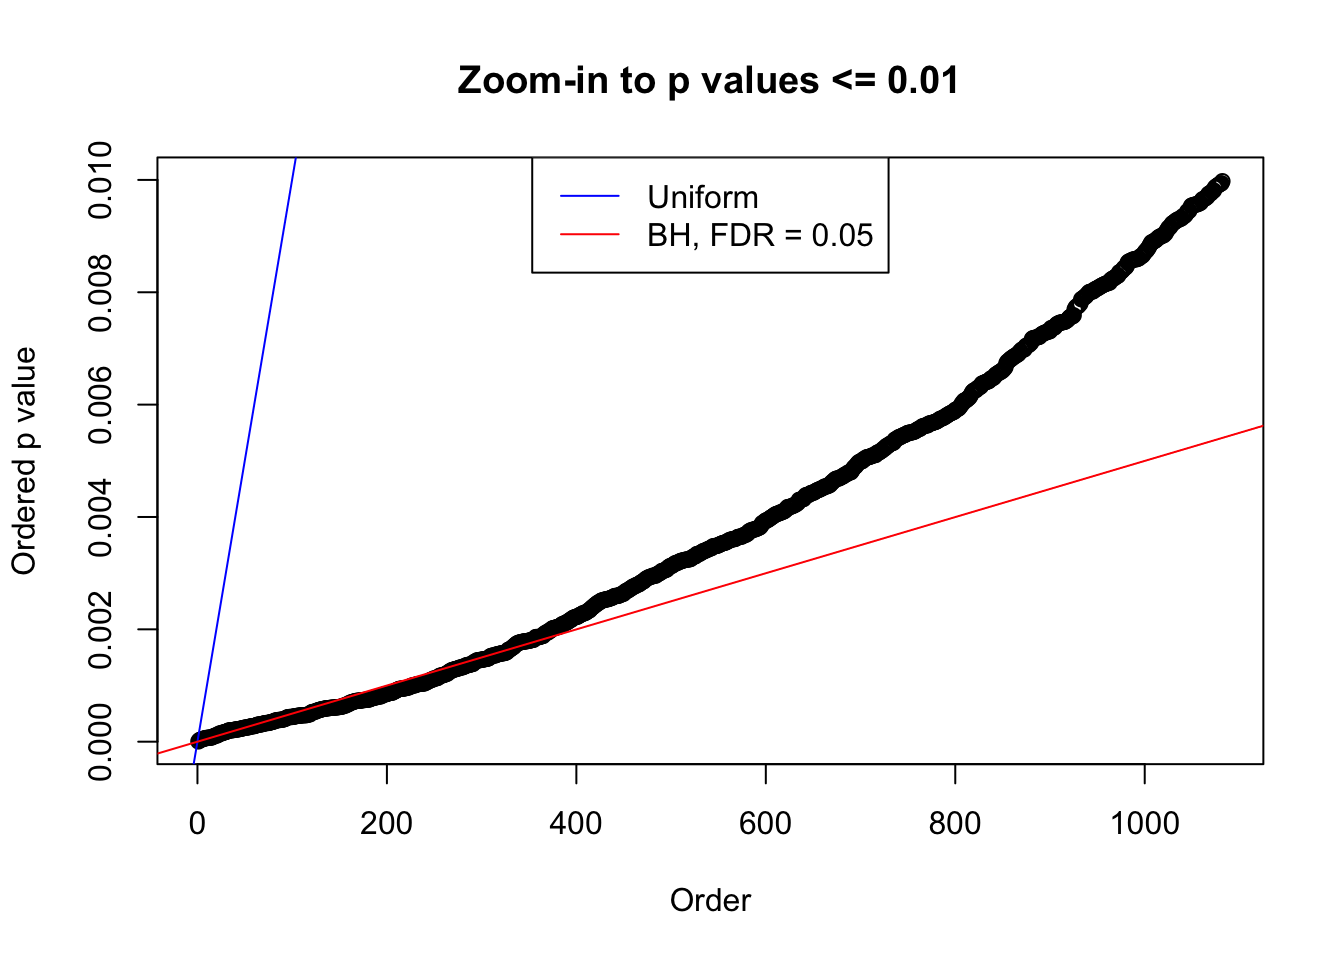 Zoom-in to p values <= 0.01
Uniform
BH, FDR = 0.05
Ordered p value
0.010
0.008
0.006
0.004
0.002
0.000
0 200 400 600 800 1000
Order